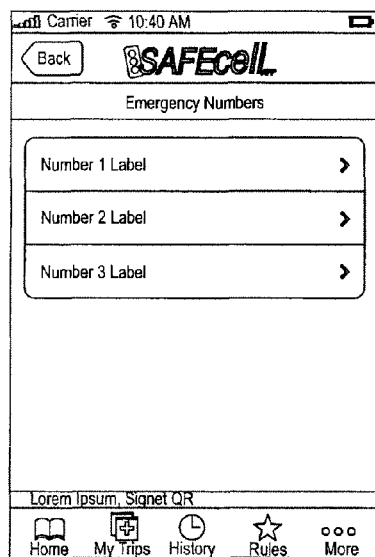 Carrier 10:40 AM
Back SAFEcell
Emergency Numbers
Number 1 Label
Number 2 Label
Number 3 Label
Lorem Ipsum, Signet QR
Home My Trips History Rules More